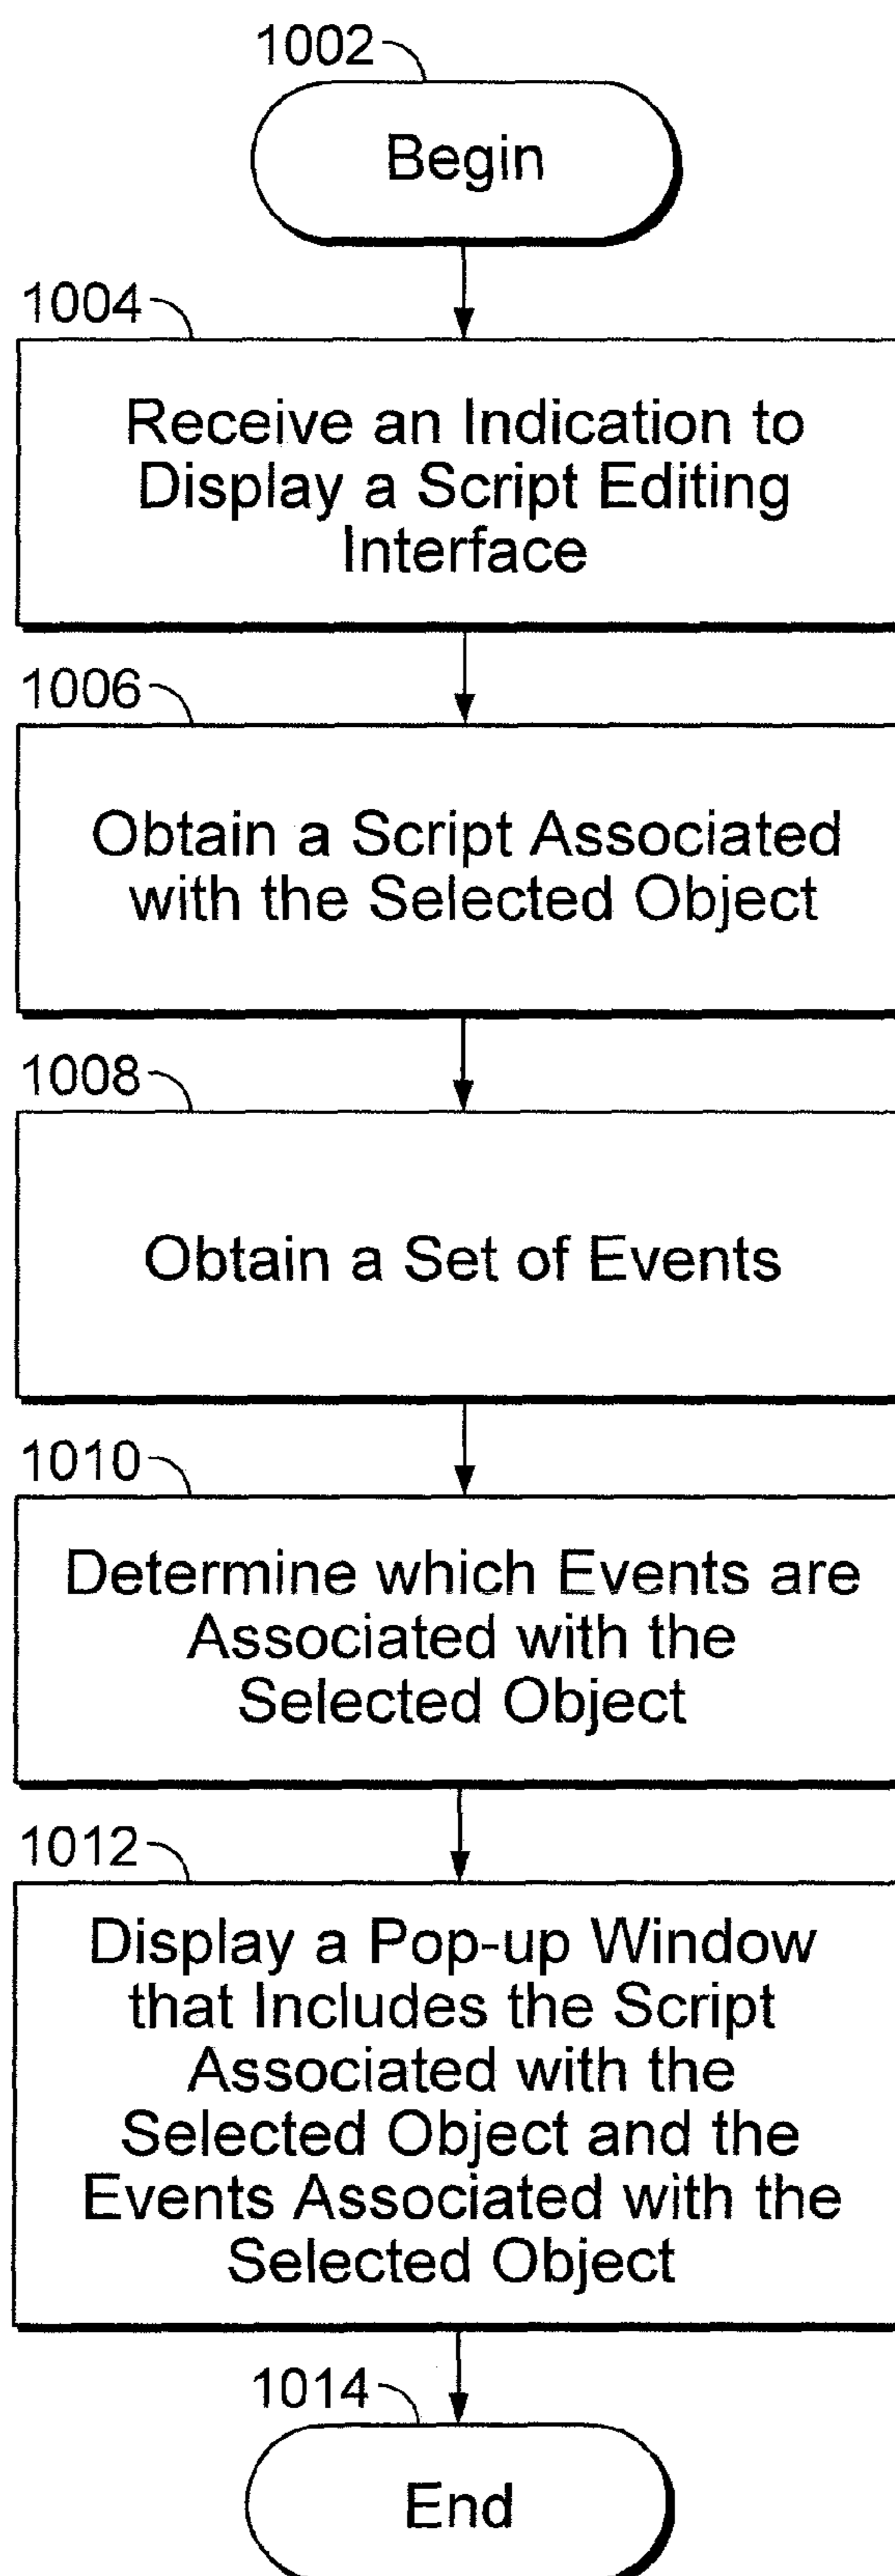 1002
Begin
1004
Receive an Indication to
Display a Script Editing
Interface
1006
Obtain a Script Associated
with the Selected Object
1008
Obtain a Set of Events
1010
Determine which Events are
Associated with the
Selected Object
1012
Display a Pop-up Window
that Includes the Script
Associated with the
Selected Object and the
Events Associated with the
Selected Object
1014
End